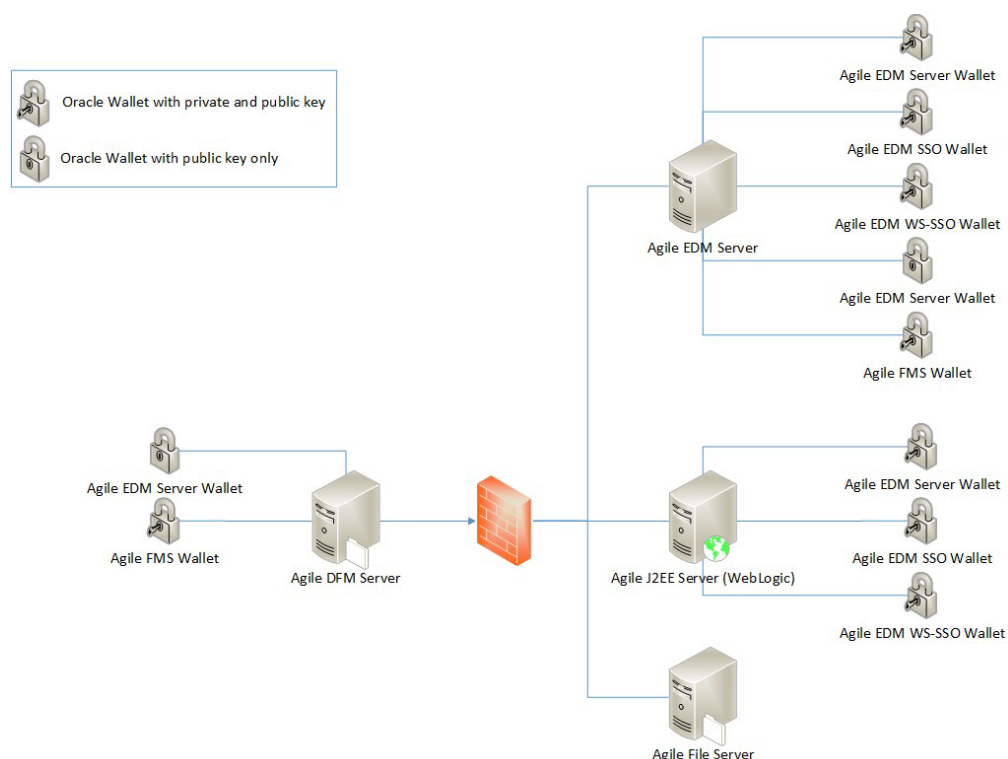 Oracle Wallet with private and public key
Oracle Wallet with public key only
Agile EDM Server Wallet
Agile EDM SSO Wallet
Agile EDM WS-SSO Wallet
Agile EDM Server
Agile EDM Server Wallet
Agile FMS Wallet
Agile EDM Server Wallet
Agile FMS Wallet
Agile DFM Server
Agile J2EE Server (WebLogic)
Agile EDM Server Wallet
Agile EDM SSO Wallet
Agile EDM WS-SSO Wallet
Agile File Server